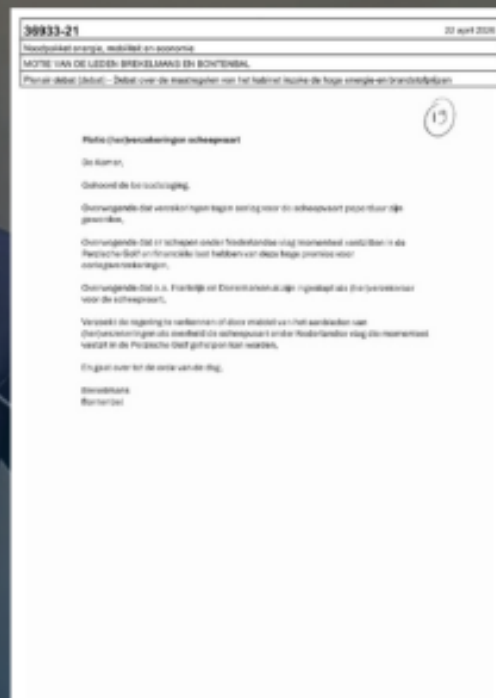 36933-21
22 april 2026
Noodpakket energie, mobiliteit en economie
MOTIE VAN DE LEDEN BREKELMANS EN BONTENBAL
Plenair debat (debat) - Debat over de maatregelen van het kabinet inzake de hoge energie- en brandstofprijzen
19
Motie (her)verzekeringen scheepvaart
De Kamer,
Gehoord de beraadslaging,
Overwegende dat verzekeringen tegen oorlog voor de scheepvaart peperduur zijn
geworden,
Overwegende dat er schepen onder Nederlandse vlag momenteel vastzitten in de
Perzische Golf en financiële last hebben van deze hoge premies voor
oorlogsverzekeringen,
Overwegende dat o.a. Frankrijk en Denemarken al zijn ingestapt als (her)verzekeraar
voor de scheepvaart,
Verzoekt de regering te verkennen of door middel van het aanbieden van
(her)verzekeringen als overheid de scheepvaart onder Nederlandse vlag die momenteel
vastzit in de Perzische Golf geholpen kan worden,
En gaat over tot de orde van de dag,
Brekelmans
Bontenbal